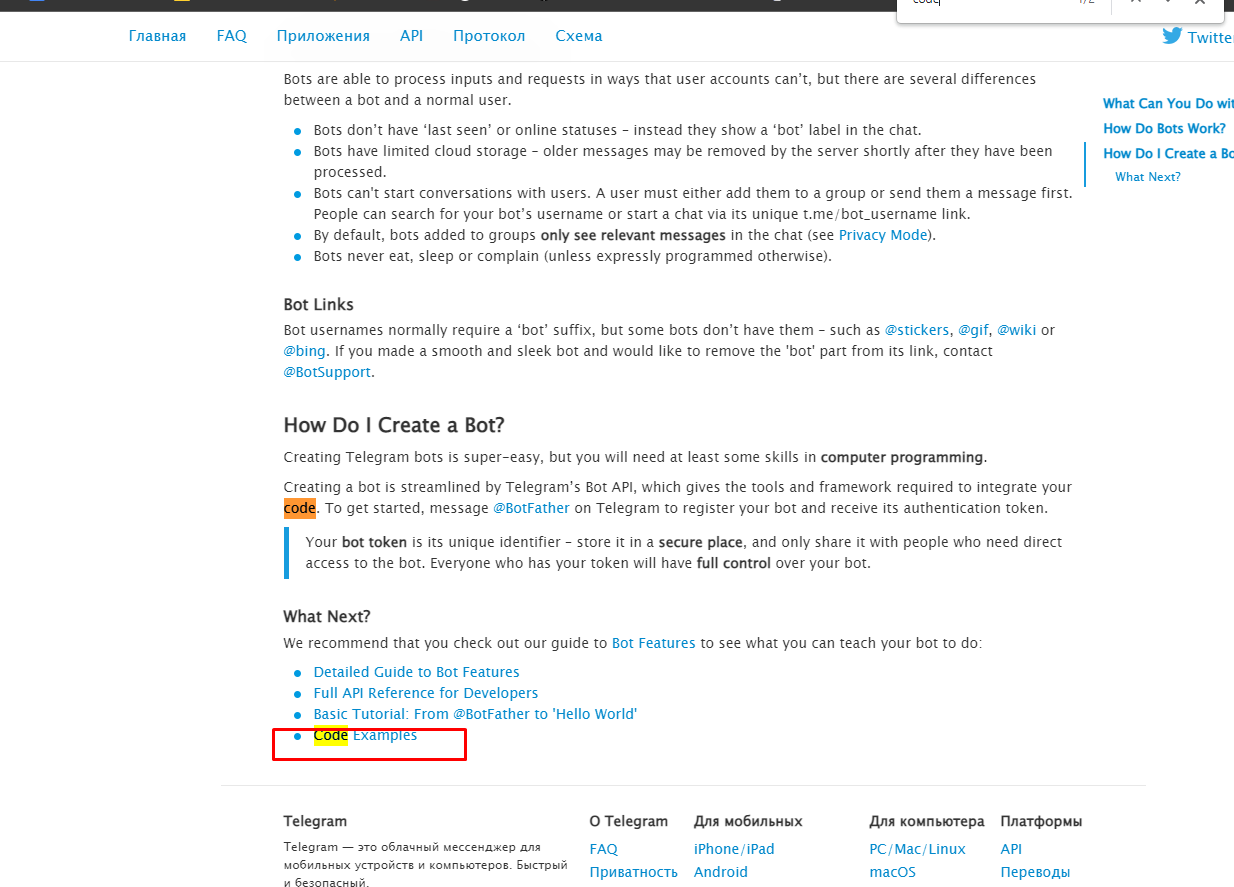 code
1/2
Главная FAQ Приложения API Протокол Схема
Twitte
Bots are able to process inputs and requests in ways that user accounts can’t, but there are several differences
between a bot and a normal user.
Bots don’t have ‘last seen’ or online statuses – instead they show a ‘bot’ label in the chat.
Bots have limited cloud storage – older messages may be removed by the server shortly after they have been
processed.
Bots can't start conversations with users. A user must either add them to a group or send them a message first.
People can search for your bot’s username or start a chat via its unique t.me/bot_username link.
By default, bots added to groups only see relevant messages in the chat (see Privacy Mode).
Bots never eat, sleep or complain (unless expressly programmed otherwise).
What Can You Do wit
How Do Bots Work?
How Do I Create a Bo
What Next?
Bot Links
Bot usernames normally require a ‘bot’ suffix, but some bots don’t have them – such as @stickers, @gif, @wiki or
@bing. If you made a smooth and sleek bot and would like to remove the 'bot' part from its link, contact
@BotSupport.
How Do I Create a Bot?
Creating Telegram bots is super-easy, but you will need at least some skills in computer programming.
Creating a bot is streamlined by Telegram’s Bot API, which gives the tools and framework required to integrate your
code. To get started, message @BotFather on Telegram to register your bot and receive its authentication token.
Your bot token is its unique identifier – store it in a secure place, and only share it with people who need direct
access to the bot. Everyone who has your token will have full control over your bot.
What Next?
We recommend that you check out our guide to Bot Features to see what you can teach your bot to do:
Detailed Guide to Bot Features
Full API Reference for Developers
Basic Tutorial: From @BotFather to 'Hello World'
Code Examples
Telegram
Telegram — это облачный мессенджер для
мобильных устройств и компьютеров. Быстрый
и безопасный.
О Telegram
FAQ
Приватность
Для мобильных
iPhone/iPad
Android
Для компьютера
PC/Mac/Linux
macOS
Платформы
API
Переводы